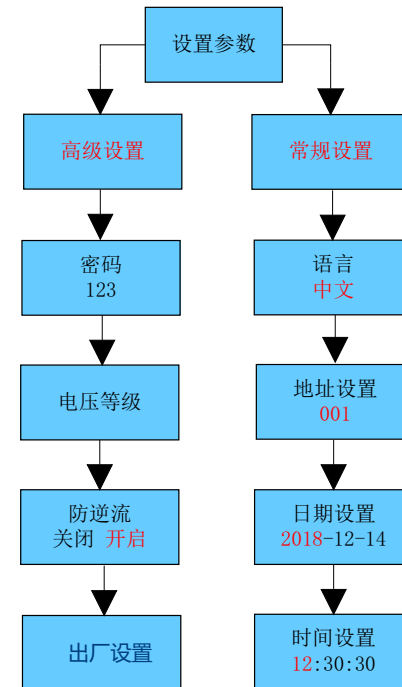 设置参数
高级设置
密码
123
电压等级
防逆流
关闭 开启
出厂设置
常规设置
语言
中文
地址设置
001
日期设置
2018-12-14
时间设置
12:30:30